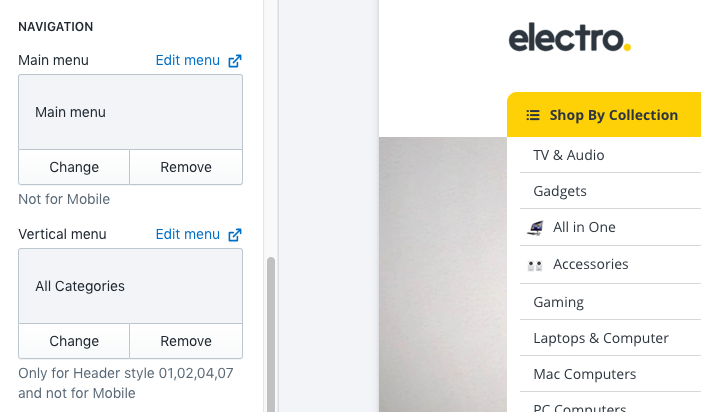 NAVIGATION
Main menu Edit menu
Main menu
Change Remove
Not for Mobile
Vertical menu Edit menu
All Categories
Change Remove
Only for Header style 01,02,04,07
and not for Mobile
electro.
Shop By Collection
TV & Audio
Gadgets
All in One
Accessories
Gaming
Laptops & Computer
Mac Computers
PC Computers